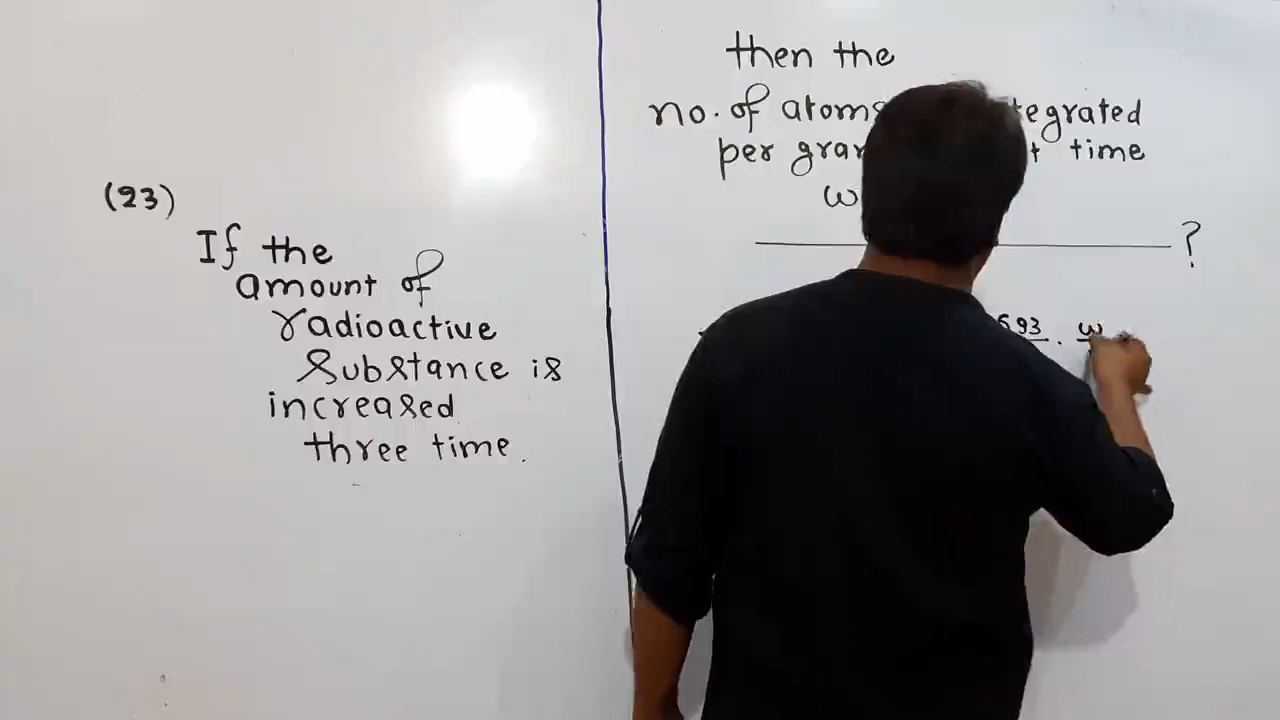 (23)
If the
amount of
radioactive
substance is
increased
three time.
then the
no. of atoms tegrated
per gram time
?
693 . w